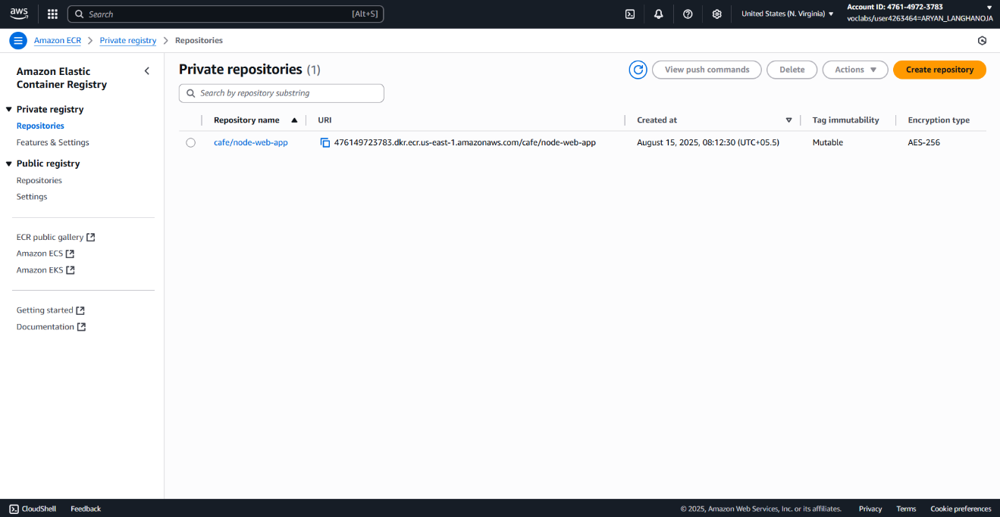 aws
Search [Alt+S]
United States (N. Virginia)
Account ID: 4761-4972-3783
voclabs/user4263464=ARYAN_LANGHANOJA
Amazon ECR
Private registry
Repositories
Amazon Elastic
Container Registry
Private registry
Repositories
Features & Settings
Public registry
Repositories
Settings
ECR public gallery
Amazon ECS
Amazon EKS
Getting started
Documentation
Private repositories (1)
View push commands
Delete
Actions
Create repository
Search by repository substring
Repository name URI Created at Tag immutability Encryption type
cafe/node-web-app 476149723783.dkr.ecr.us-east-1.amazonaws.com/cafe/node-web-app August 15, 2025, 08:12:30 (UTC+05.5) Mutable AES-256
CloudShell Feedback © 2025, Amazon Web Services, Inc. or its affiliates. Privacy Terms Cookie preferences